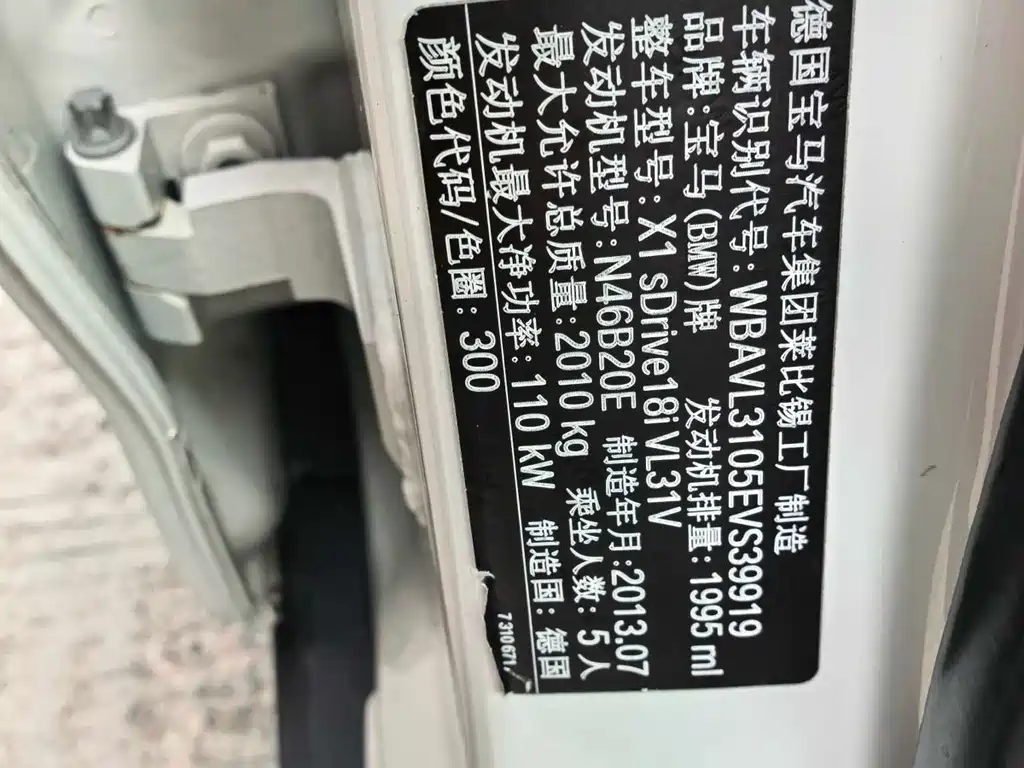 德国宝马汽车集团莱比锡工厂制造
车辆识别代号: WBAVL3105EVS39919
品牌:宝马(BMW)牌 发动机排量:1995 ml
整车型号: X1 sDrive18i VL31V
发动机型号: N46B20E 制造年月:2013.07
最大允许总质量:2010 kg 乘坐人数: 5 人
发动机最大净功率: 110 kW 制造国: 德国
颜色代码/色圈: 300
7310671